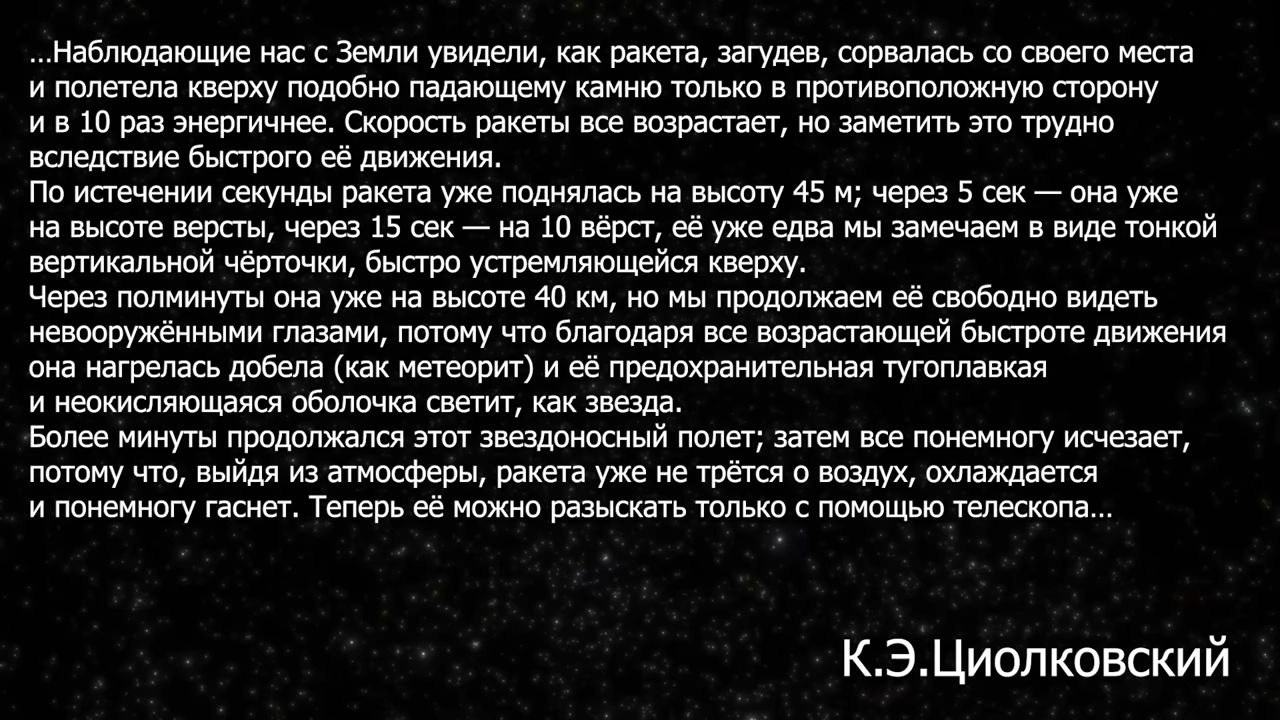 ...Наблюдающие нас с Земли увидели, как ракета, загудев, сорвалась со своего места
и полетела кверху подобно падающему камню только в противоположную сторону
и в 10 раз энергичнее. Скорость ракеты все возрастает, но заметить это трудно
вследствие быстрого её движения.
По истечении секунды ракета уже поднялась на высоту 45 м; через 5 сек — она уже
на высоте версты, через 15 сек — на 10 вёрст, её уже едва мы замечаем в виде тонкой
вертикальной чёрточки, быстро устремляющейся кверху.
Через полминуты она уже на высоте 40 км, но мы продолжаем её свободно видеть
невооружёнными глазами, потому что благодаря все возрастающей быстроте движения
она нагрелась добела (как метеорит) и её предохранительная тугоплавкая
и неокисляющаяся оболочка светит, как звезда.
Более минуты продолжался этот звездоносный полет; затем все понемногу исчезает,
потому что, выйдя из атмосферы, ракета уже не трётся о воздух, охлаждается
и понемногу гаснет. Теперь её можно разыскать только с помощью телескопа...
К.Э.Циолковский